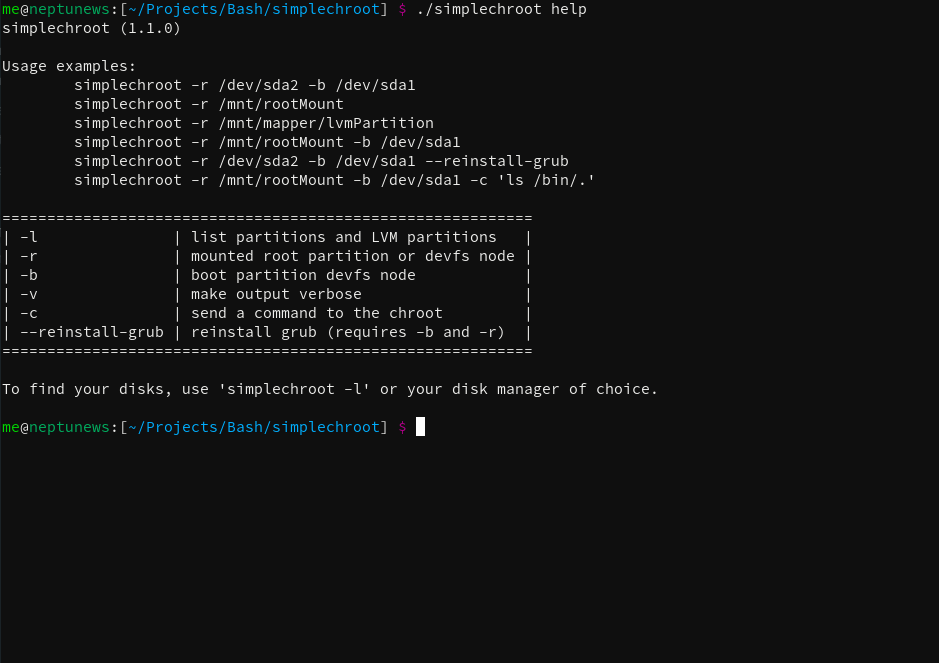 me@neptunews:[~/Projects/Bash/simplechroot] $ ./simplechroot help
simplechroot (1.1.0)

Usage examples:
        simplechroot -r /dev/sda2 -b /dev/sda1
        simplechroot -r /mnt/rootMount
        simplechroot -r /mnt/mapper/lvmPartition
        simplechroot -r /mnt/rootMount -b /dev/sda1
        simplechroot -r /dev/sda2 -b /dev/sda1 --reinstall-grub
        simplechroot -r /mnt/rootMount -b /dev/sda1 -c 'ls /bin/.'

===========================================================
| -l               | list partitions and LVM partitions   |
| -r               | mounted root partition or devfs node |
| -b               | boot partition devfs node            |
| -v               | make output verbose                  |
| -c               | send a command to the chroot         |
| --reinstall-grub | reinstall grub (requires -b and -r)  |
===========================================================

To find your disks, use 'simplechroot -l' or your disk manager of choice.

me@neptunews:[~/Projects/Bash/simplechroot] $